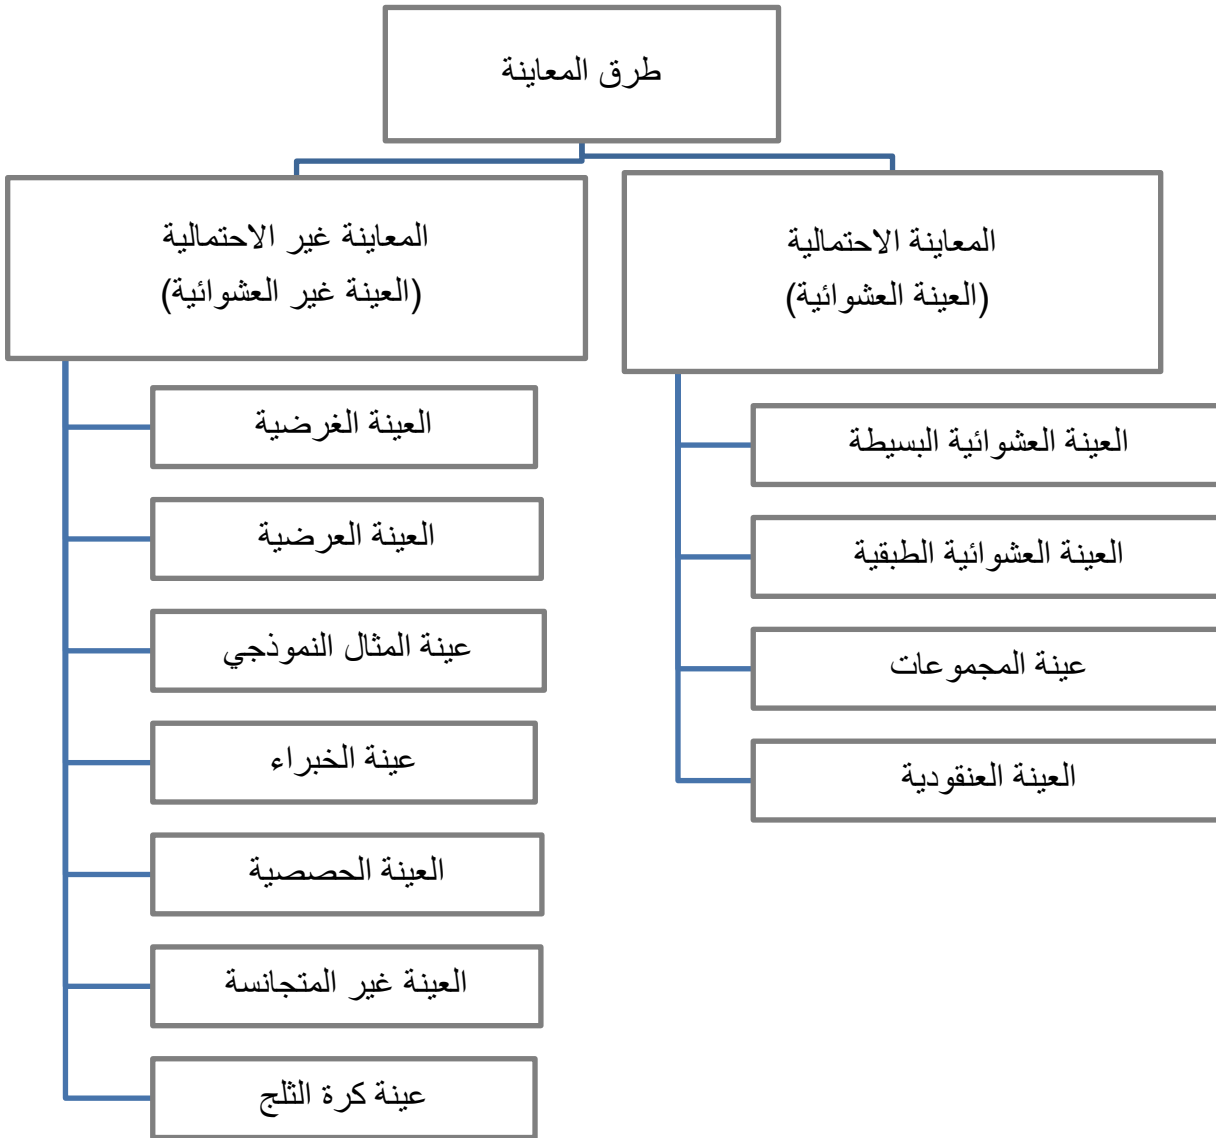 طرق المعاينة
المعاينة الاحتمالية
(العينة العشوائية)
العينة العشوائية البسيطة
العينة العشوائية الطبقية
عينة المجموعات
العينة العنقودية
المعاينة غير الاحتمالية
(العينة غير العشوائية)
العينة الغرضية
العينة العرضية
عينة المثال النموذجي
عينة الخبراء
العينة الحصصية
العينة غير المتجانسة
عينة كرة الثلج